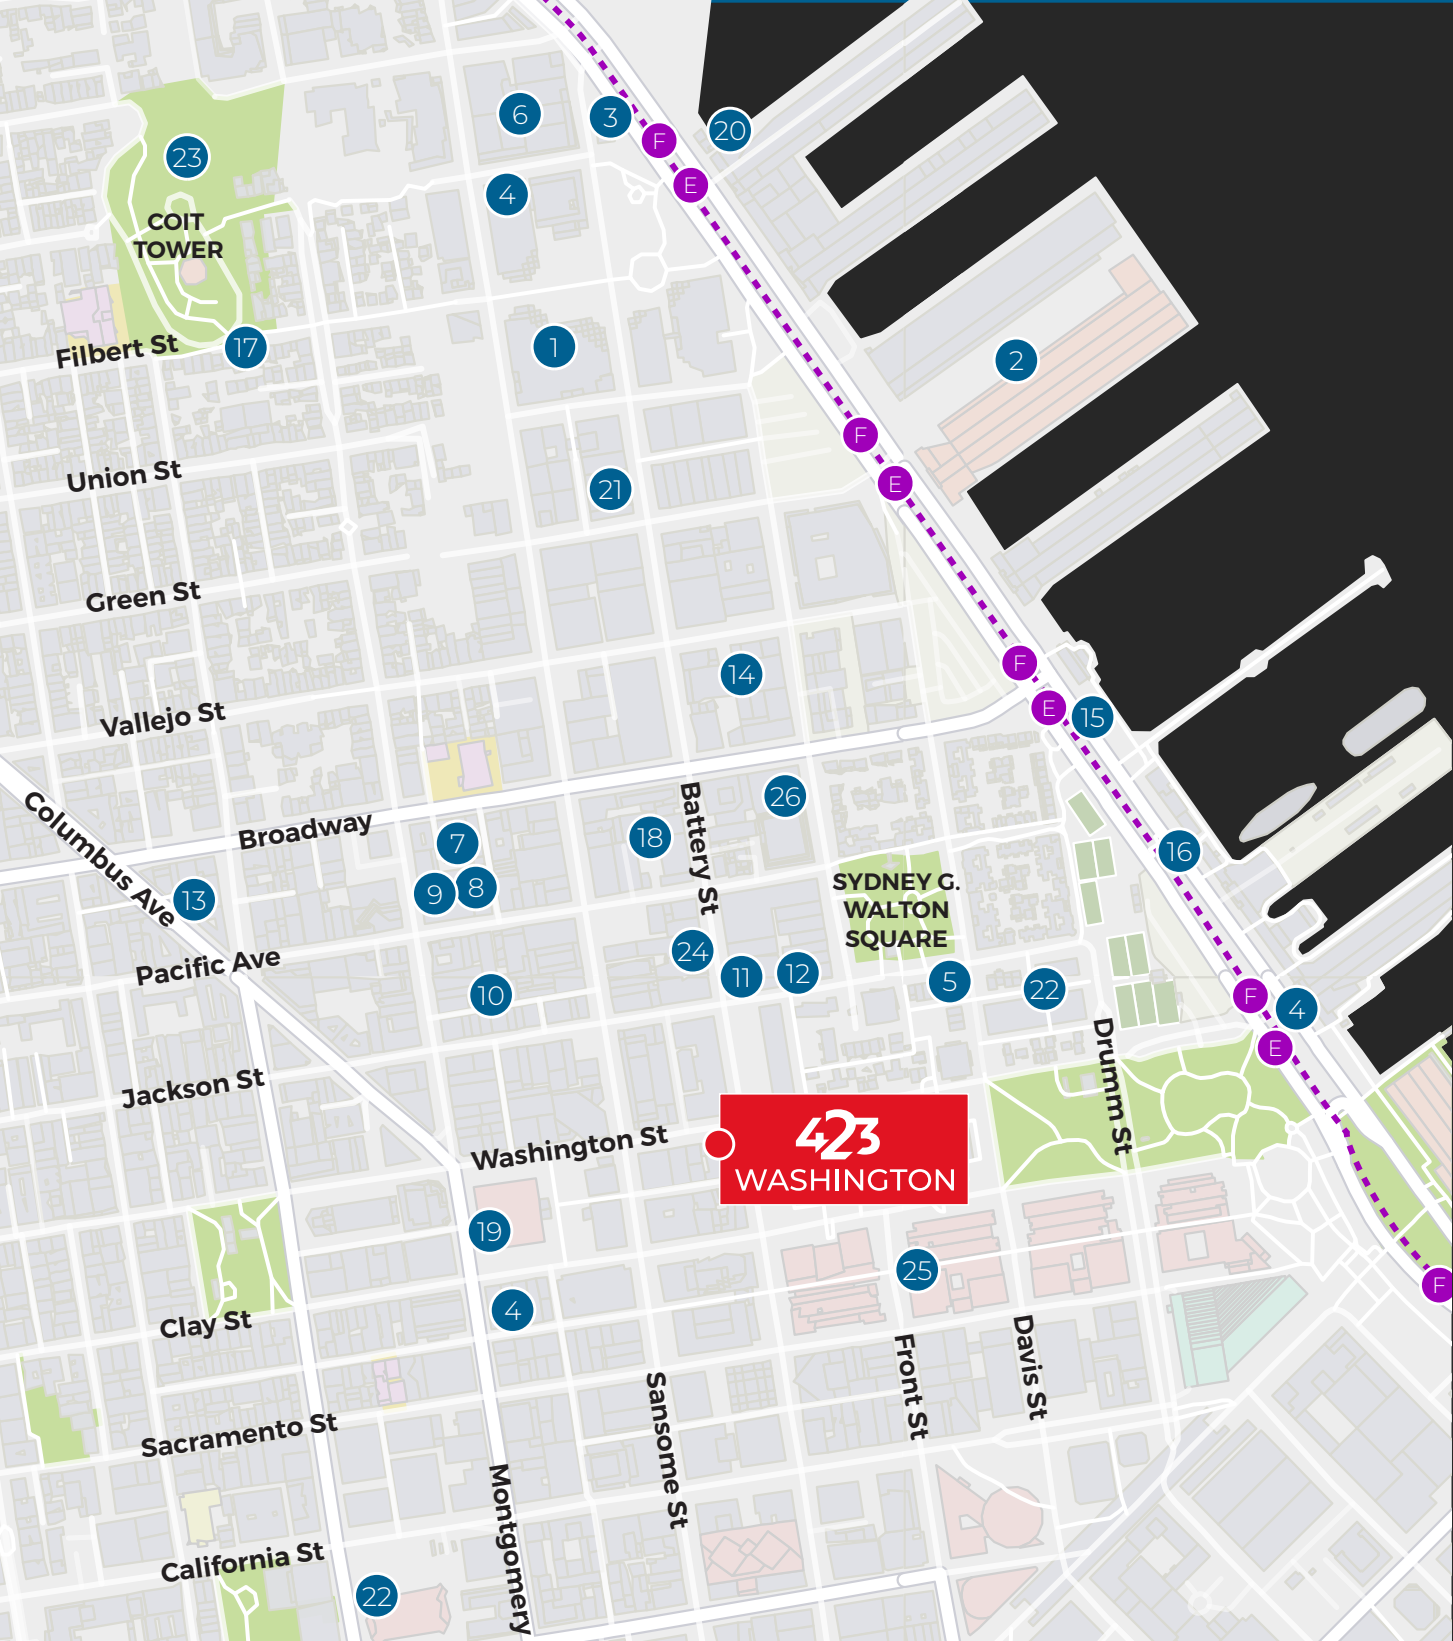 6
3
20
F
23
E
4
COIT
TOWER
Filbert St
17
1
2
F
Union St
21
E
Green St
F
14
E
15
Vallejo St
Columbus Ave
Broadway
26
7
18
Battery St
16
13
9
8
SYDNEY G.
WALTON
SQUARE
24
11
12
5
22
Pacific Ave
10
F
4
E
Jackson St
Drumm St
Washington St
423
WASHINGTON
19
25
F
4
Clay St
Front St
Davis St
Sansome St
Sacramento St
Montgomery
California St
22